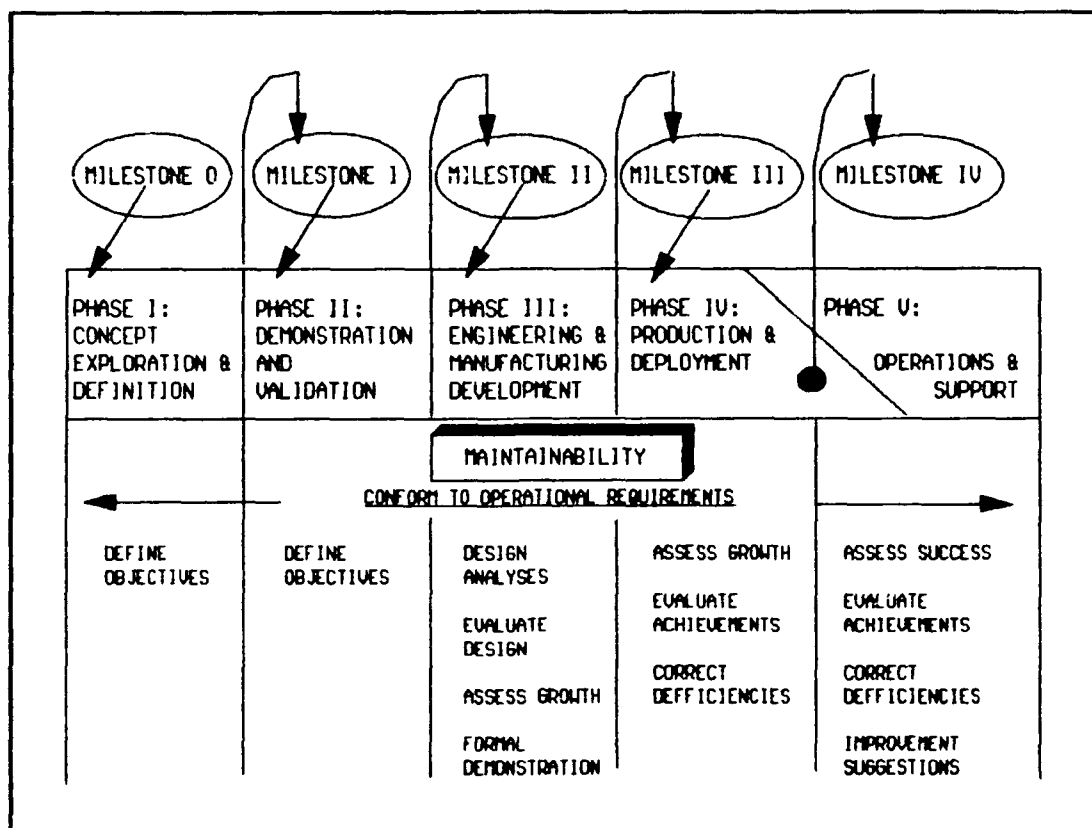 MILESTONE 0
MILESTONE I
MILESTONE II
MILESTONE III
MILESTONE IV
PHASE I:
CONCEPT
EXPLORATION &
DEFINITION
PHASE II:
DEMONSTRATION
AND
VALIDATION
PHASE III:
ENGINEERING &
MANUFACTURING
DEVELOPMENT
PHASE IV:
PRODUCTION &
DEPLOYMENT
PHASE V:
OPERATIONS &
SUPPORT
MAINTAINABILITY
CONFORM TO OPERATIONAL REQUIREMENTS
DEFINE
OBJECTIVES
DEFINE
OBJECTIVES
DESIGN
ANALYSES
EVALUATE
DESIGN
ASSESS GROWTH
FORMAL
DEMONSTRATION
ASSESS GROWTH
EVALUATE
ACHIEVEMENTS
CORRECT
DEFFICIENCIES
ASSESS SUCCESS
EVALUATE
ACHIEVEMENTS
CORRECT
DEFFICIENCIES
IMPROVEMENT
SUGGESTIONS